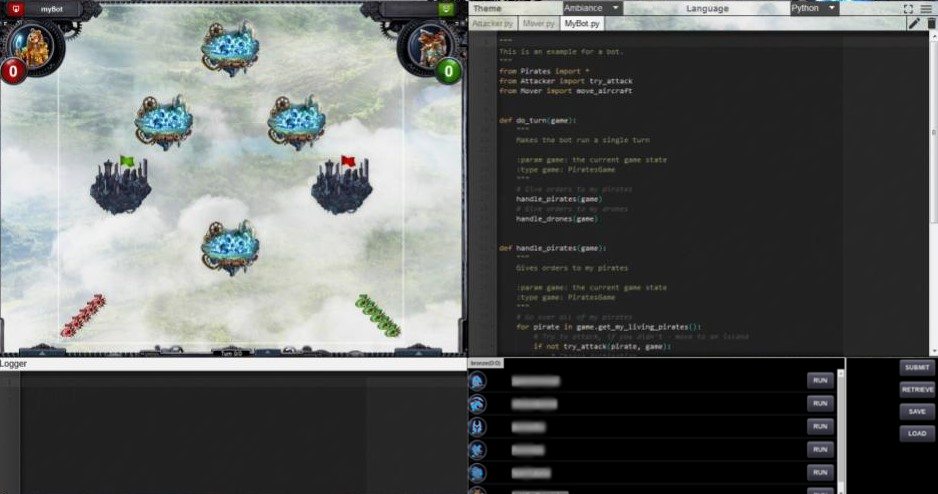 myBot
0
0
Logger
Theme
Ambiance
Language
Python
Attacker.py
Mover.py
MyBot.py
"""
This is an example for a bot.
"""
from Pirates import *
from Attacker import try_attack
from Mover import move_aircraft
def do_turn(game):
"""
Makes the bot run a single turn
:param game: the current game state
:type game: PiratesGame
"""
# Give orders to my pirates
handle_pirates(game)
# Give orders to my drones
handle_drones(game)
def handle_pirates(game):
"""
Gives orders to my pirates
:param game: the current game state
:type game: PiratesGame
"""
# Go over all of my pirates
for pirate in game.get_my_living_pirates():
# Try to attack, if you didn't - move to an island
if not try_attack(pirate, game):
RUN
RUN
RUN
RUN
RUN
SUBMIT
RETRIEVE
SAVE
LOAD